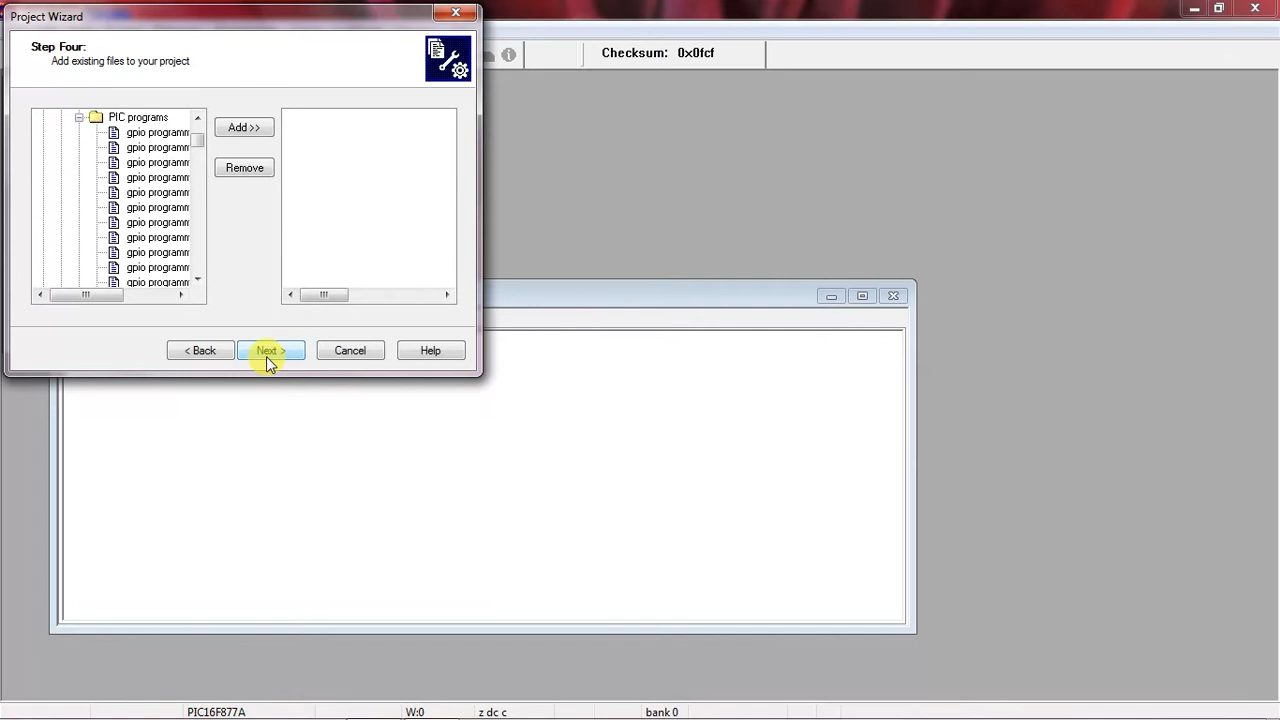 Project Wizard
Step Four:
Add existing files to your project
Checksum: 0x0fcf
PIC programs
gpio programm
gpio programm
gpio programm
gpio programm
gpio programm
gpio programm
gpio programm
gpio programm
gpio programm
gpio programm
gpio programm
Add >>
Remove
< Back
Next >
Cancel
Help
PIC16F877A
W:0
z dc c
bank 0